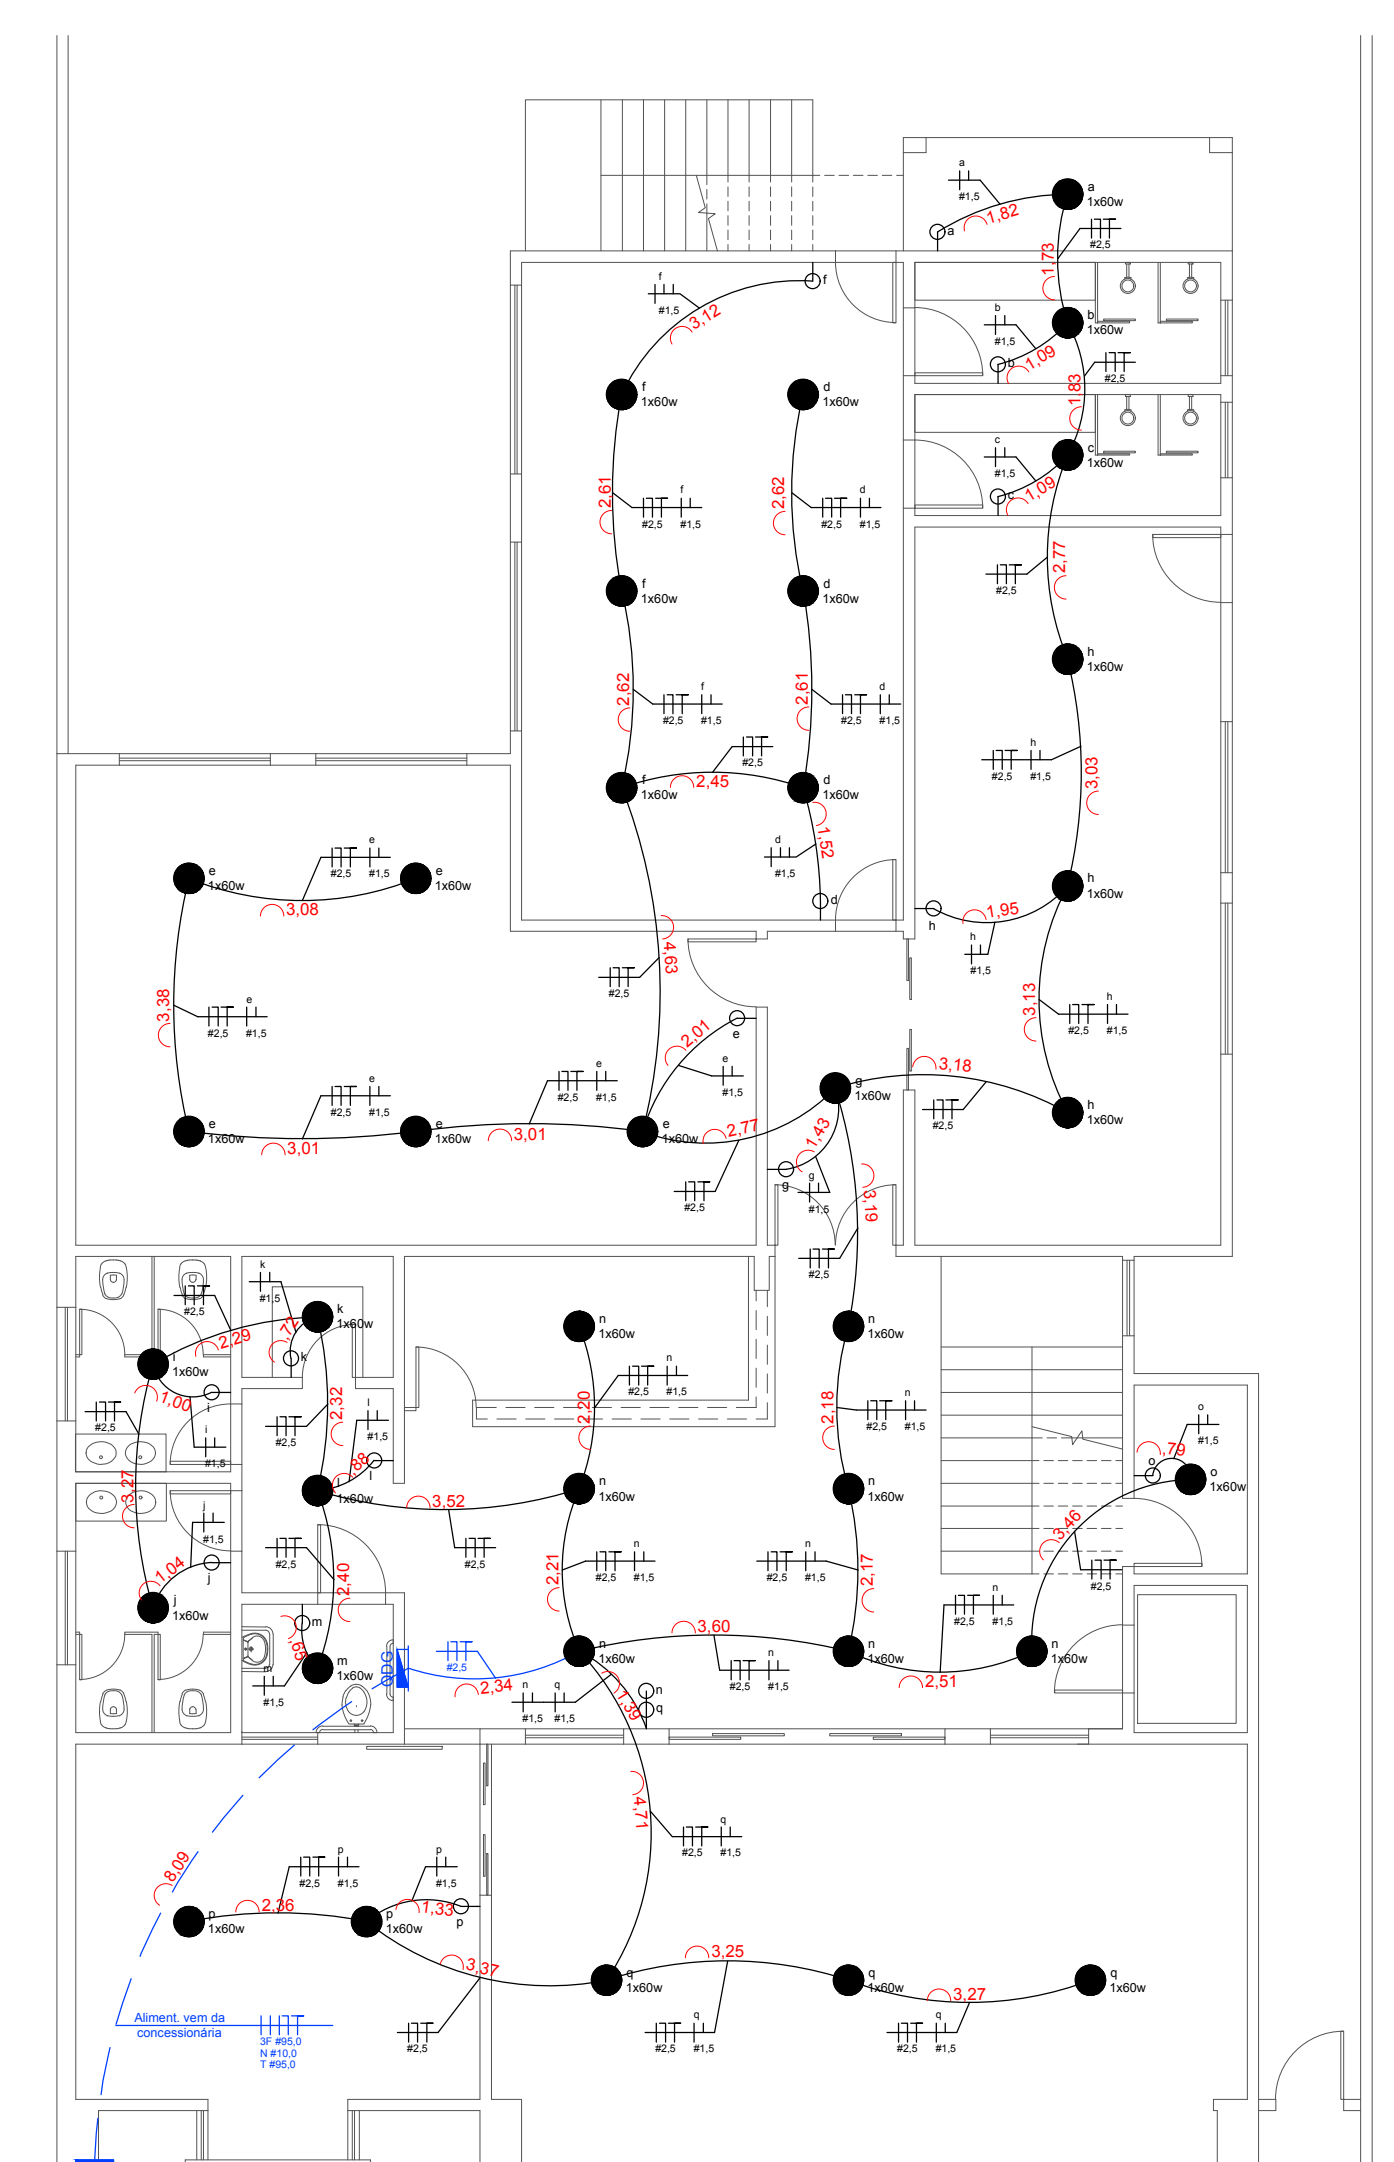 a
#1,5
1,82
a
a
1x60w
#2,5
1,73
f
#1,5
3,12
f
b
#1,5
1,09
b
b
1x60w
#2,5
1,83
f
1x60w
d
1x60w
c
#1,5
1,09
c
c
1x60w
2,61
f
#2,5
#1,5
2,62
d
#2,5
#1,5
2,77
#2,5
f
1x60w
d
1x60w
h
1x60w
2,62
f
#2,5
#1,5
2,61
d
#2,5
#1,5
h
#2,5
#1,5
3,03
#2,5
2,45
f
1x60w
d
1x60w
d
#1,5
1,52
d
e
#2,5
#1,5
e
1x60w
e
1x60w
3,08
h
1x60w
1,95
h
h
#1,5
4,63
#2,5
3,38
e
#2,5
#1,5
2,01
e
e
#1,5
3,13
h
#2,5
#1,5
3,18
#2,5
g
1x60w
h
1x60w
e
#2,5
#1,5
e
#2,5
#1,5
e
1x60w
e
1x60w
e
1x60w
3,01
3,01
2,77
#2,5
1,43
g
g
#1,5
3,19
#2,5
k
#1,5
#2,5
k
1x60w
,72
k
2,29
i
1x60w
1,00
i
i
#1,5
#2,5
n
1x60w
n
1x60w
2,32
#2,5
l
#1,5
,88
l
l
1x60w
n
#2,5
#1,5
2,20
2,18
n
#2,5
#1,5
o
#1,5
,79
o
o
1x60w
3,27
j
#1,5
1,04
j
j
1x60w
3,52
#2,5
n
1x60w
n
1x60w
#2,5
2,40
2,21
n
#2,5
#1,5
n
#2,5
#1,5
2,17
3,46
#2,5
m
,65
m
#1,5
m
1x60w
QDG
#2,5
2,34
n
1x60w
3,60
n
#2,5
#1,5
n
1x60w
n
#2,5
#1,5
2,51
n
1x60w
n
#1,5
q
#1,5
1,39
n
q
4,71
q
#2,5
#1,5
8,09
p
#2,5
#1,5
p
#1,5
2,36
1,33
p
p
1x60w
p
1x60w
3,37
#2,5
q
1x60w
3,25
q
#2,5
#1,5
q
1x60w
3,27
q
#2,5
#1,5
q
1x60w
Aliment. vem da
concessionária
3F #95,0
N #10,0
T #95,0